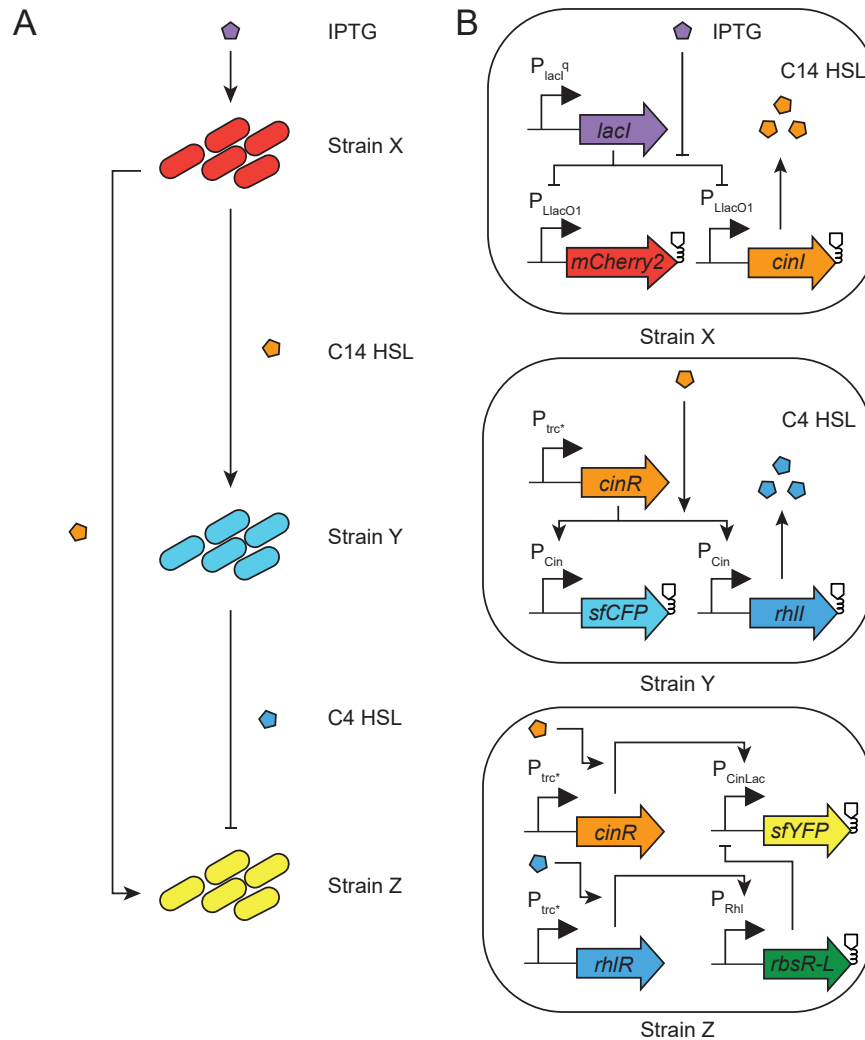 A
IPTG
Strain X
C14 HSL
Strain Y
C4 HSL
Strain Z
B
IPTG
P_lacI^q
C14 HSL
lacI
P_LlacO1
P_LlacO1
mCherry2
cinI
Strain X
P_trc*
C4 HSL
cinR
P_Cin
P_Cin
sfCFP
rhlI
Strain Y
P_trc*
P_CinLac
cinR
sfYFP
P_trc*
P_Rhl
rhlR
rbsR-L
Strain Z